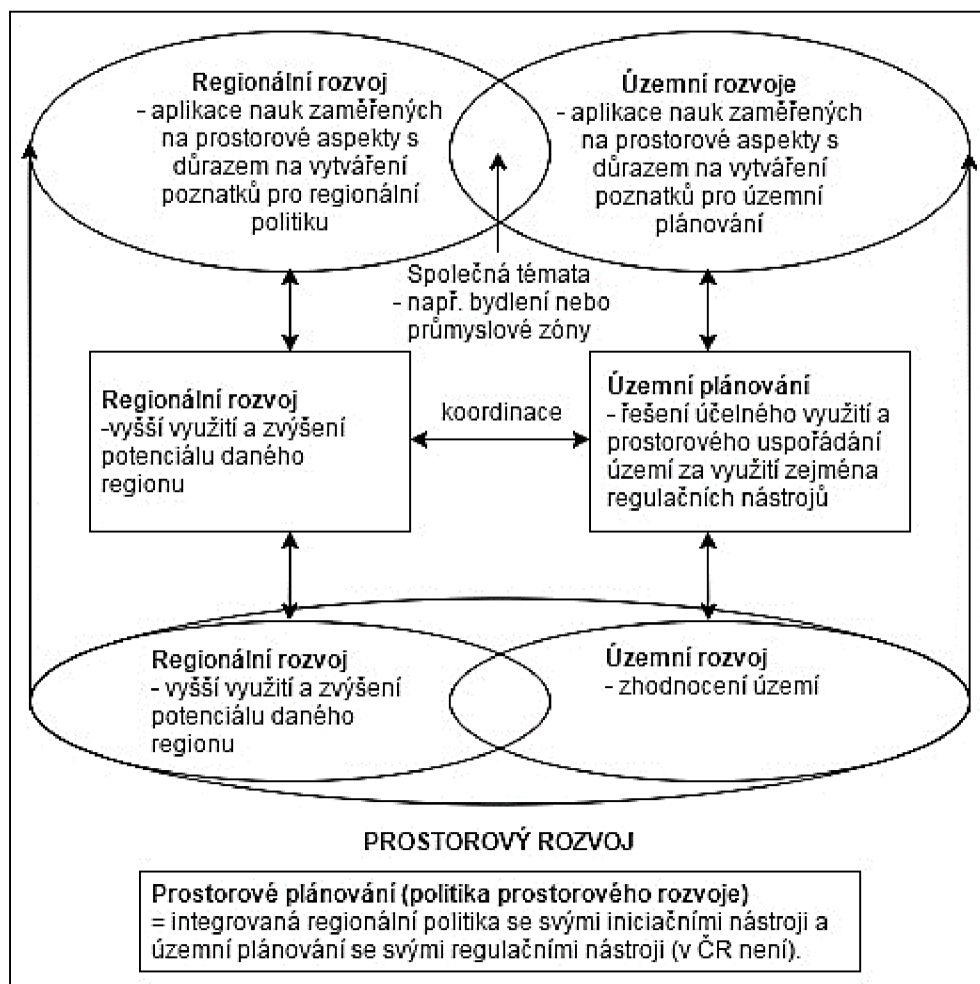 Regionální rozvoj
- aplikace nauk zaměřených
na prostorové aspekty s
důrazem na vytváření
poznatků pro regionální
politiku
Územní rozvoje
- aplikace nauk zaměřených
na prostorové aspekty s
důrazem na vytváření
poznatků pro územní
plánování
Společná témata
- např. bydlení nebo
průmyslové zóny
Regionální rozvoj
-vyšší využití a zvýšení
potenciálu daného
regionu
koordinace
Územní plánování
- řešení účelného využití a
prostorového uspořádání
území za využití zejména
regulačních nástrojů
Regionální rozvoj
- vyšší využití a zvýšení
potenciálu daného
regionu
Územní rozvoj
- zhodnocení území
PROSTOROVÝ ROZVOJ
Prostorové plánování (politika prostorového rozvoje)
= integrovaná regionální politika se svými iniciačními nástroji a
územní plánování se svými regulačními nástroji (v ČR není).